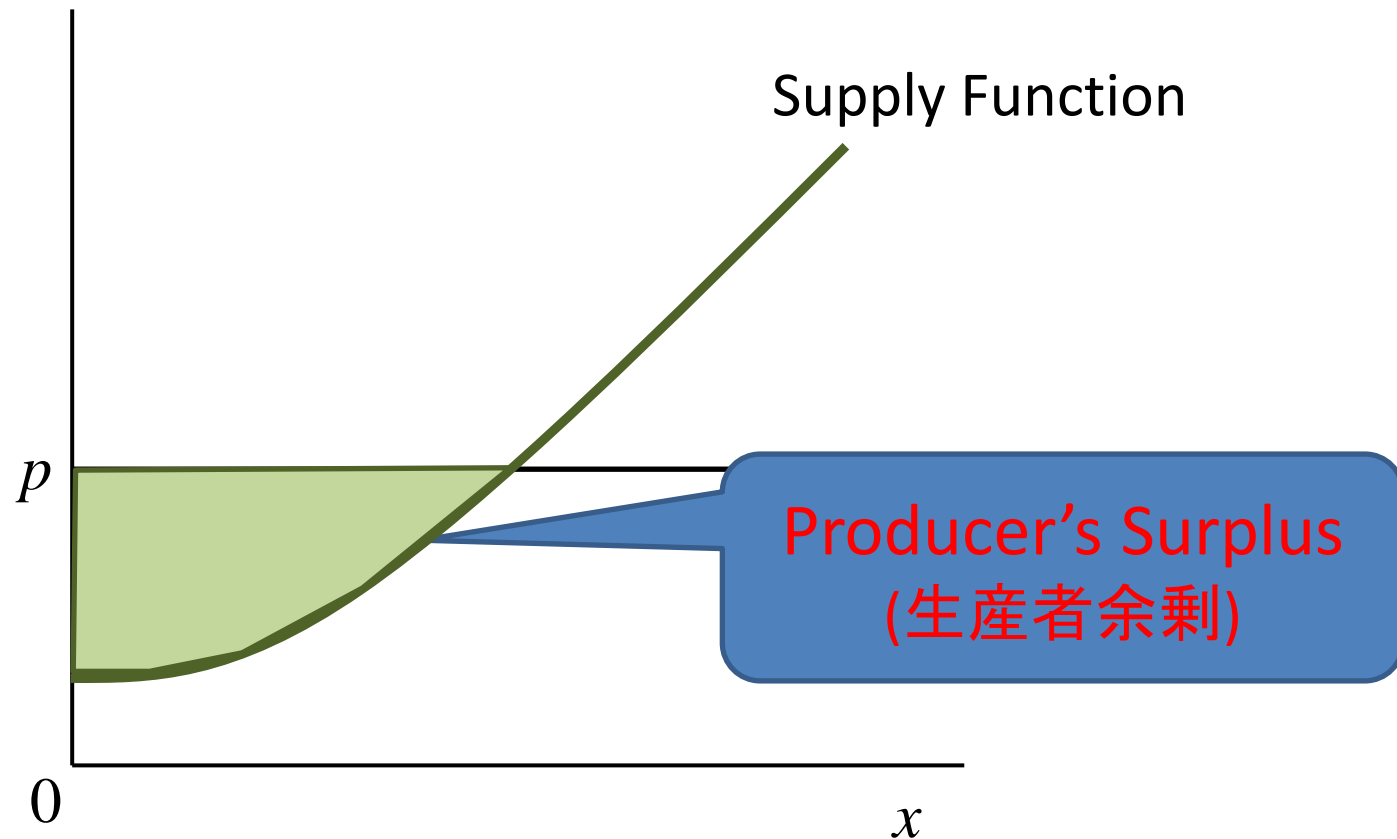 Supply Function
p
Producer’s Surplus
(生産者余剰)
0
x